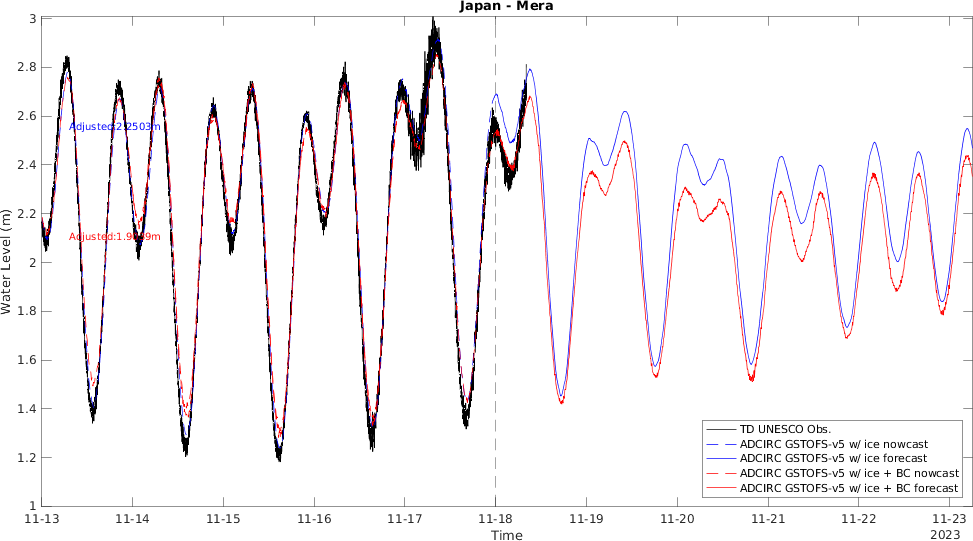 Japan - Mera
3
2.8
2.6
2.4
2.2
2
1.8
1.6
1.4
1.2
1
Water Level (m)
Adjusted:2.2503m
11-13
11-14
11-15
11-16
11-17
11-18
11-19
11-20
11-21
11-22
11-23
2023
Time
TD UNESCO Obs.
ADCIRC GSTOFS-v5 w/ ice nowcast
ADCIRC GSTOFS-v5 w/ ice forecast
ADCIRC GSTOFS-v5 w/ ice + BC nowcast
ADCIRC GSTOFS-v5 w/ ice + BC forecast